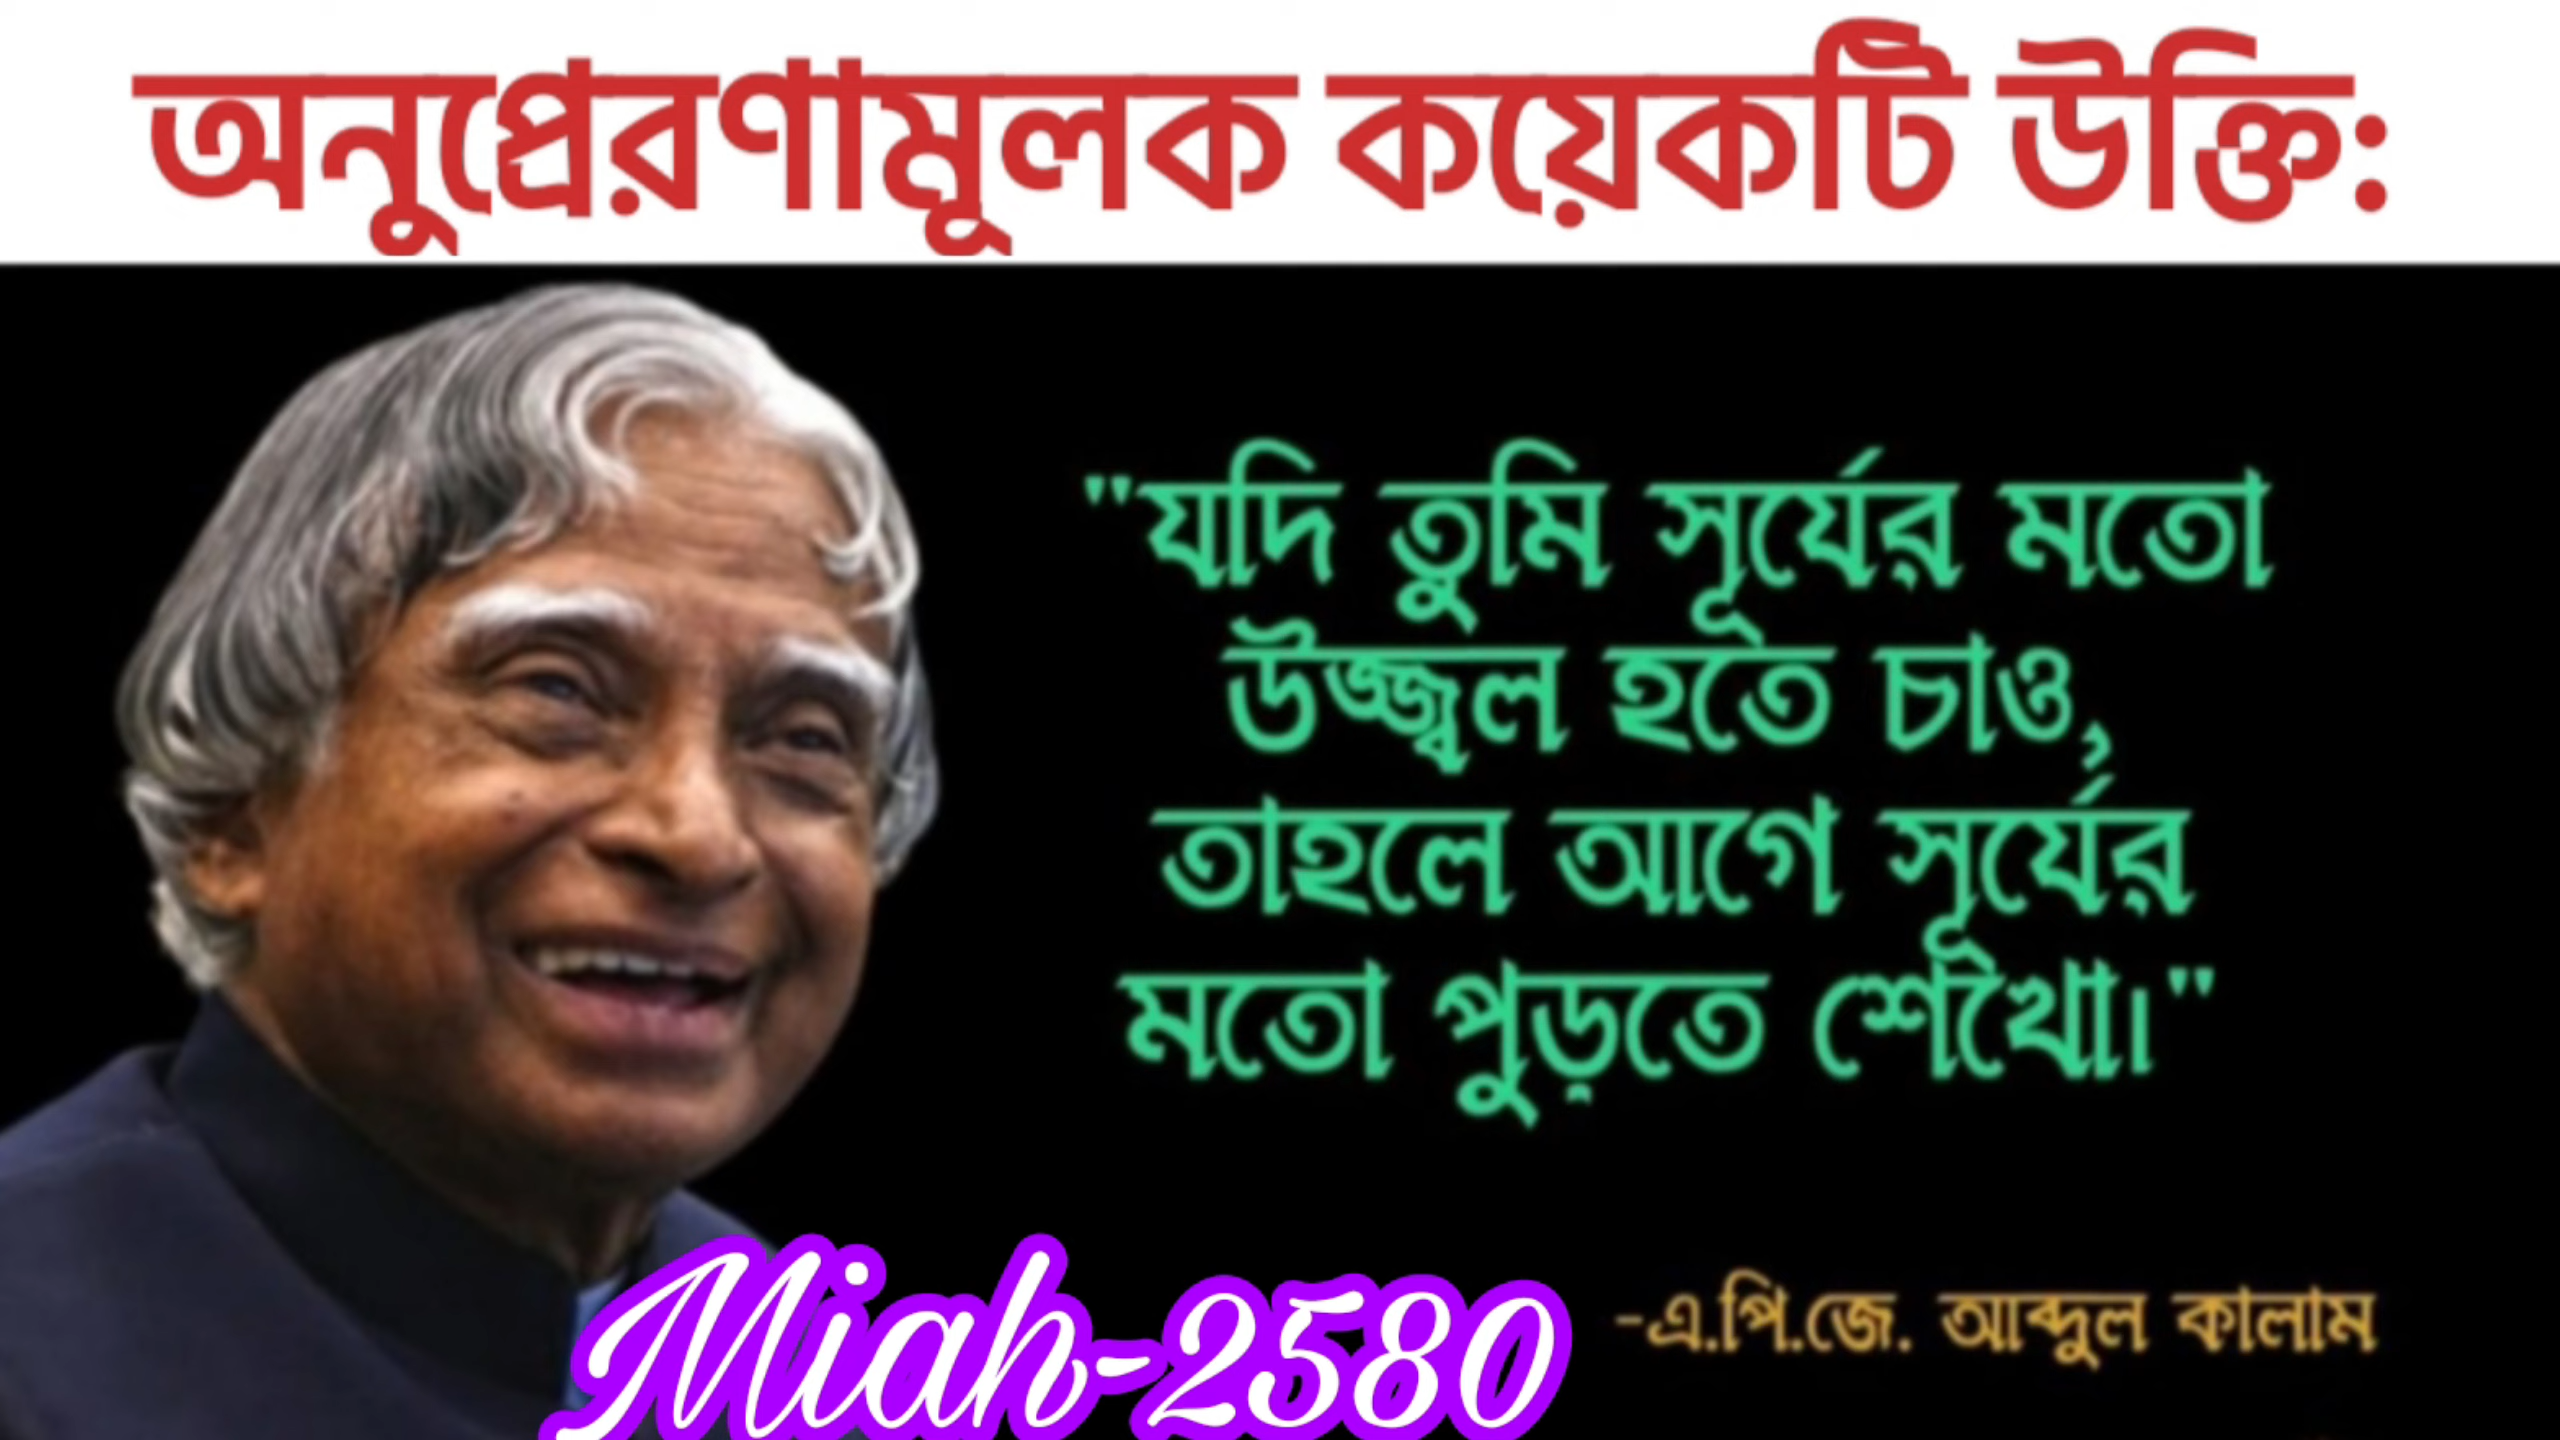 অনুপ্রেরণামূলক কয়েকটি উক্তি:
"যদি তুমি সূর্যের মতো
উজ্জ্বল হতে চাও,
তাহলে আগে সূর্যের
মতো পুড়তে শেখো।"
-এ.পি.জে. আব্দুল কালাম
Miah-2580